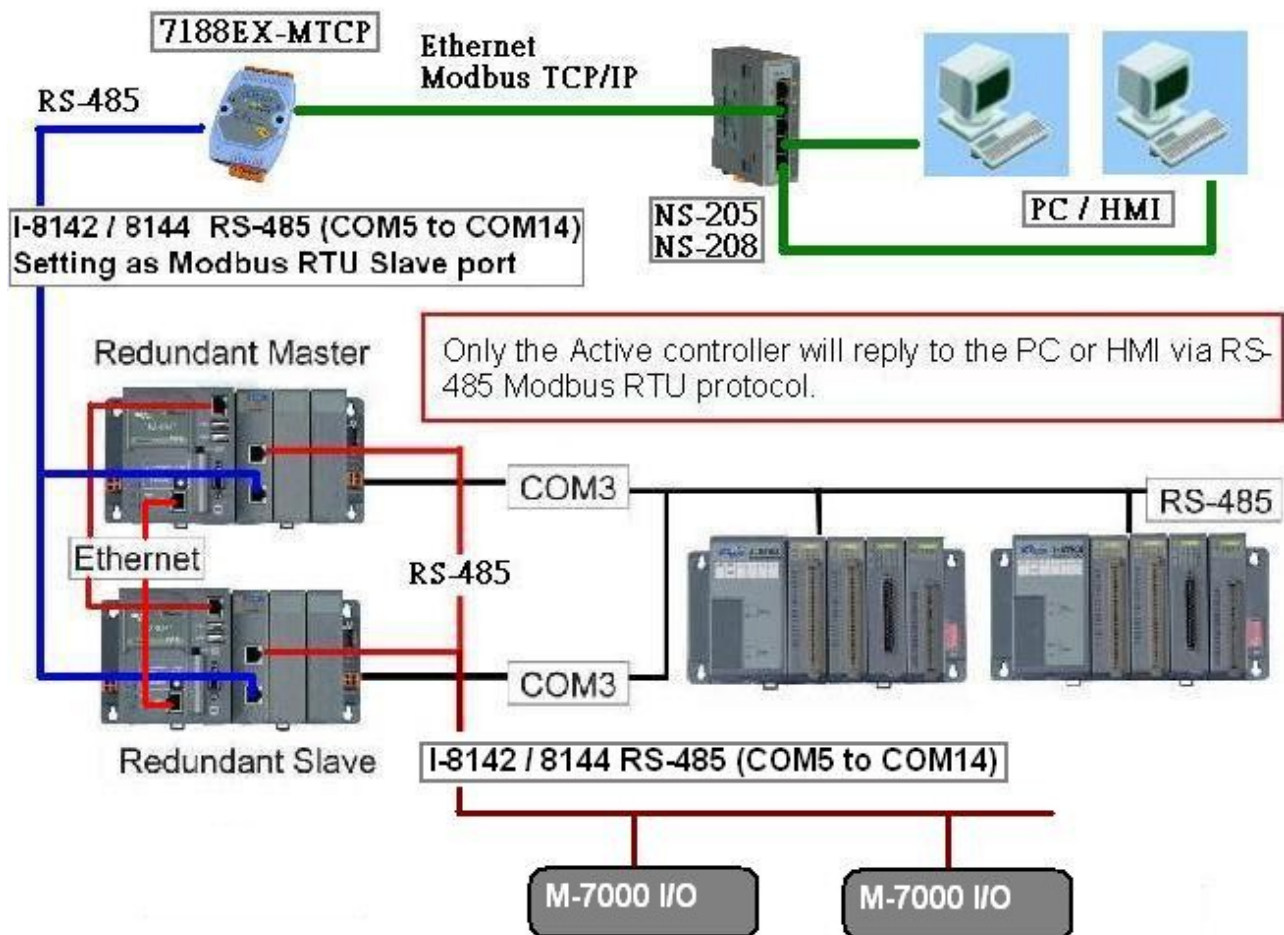 7188EX-MTCP
Ethernet
Modbus TCP/IP
RS-485
I-8142 / 8144 RS-485 (COM5 to COM14)
Setting as Modbus RTU Slave port
NS-205
NS-208
PC / HMI
Redundant Master
Only the Active controller will reply to the PC or HMI via RS-
485 Modbus RTU protocol.
COM3
RS-485
Ethernet
RS-485
COM3
Redundant Slave
I-8142 / 8144 RS-485 (COM5 to COM14)
M-7000 I/O
M-7000 I/O